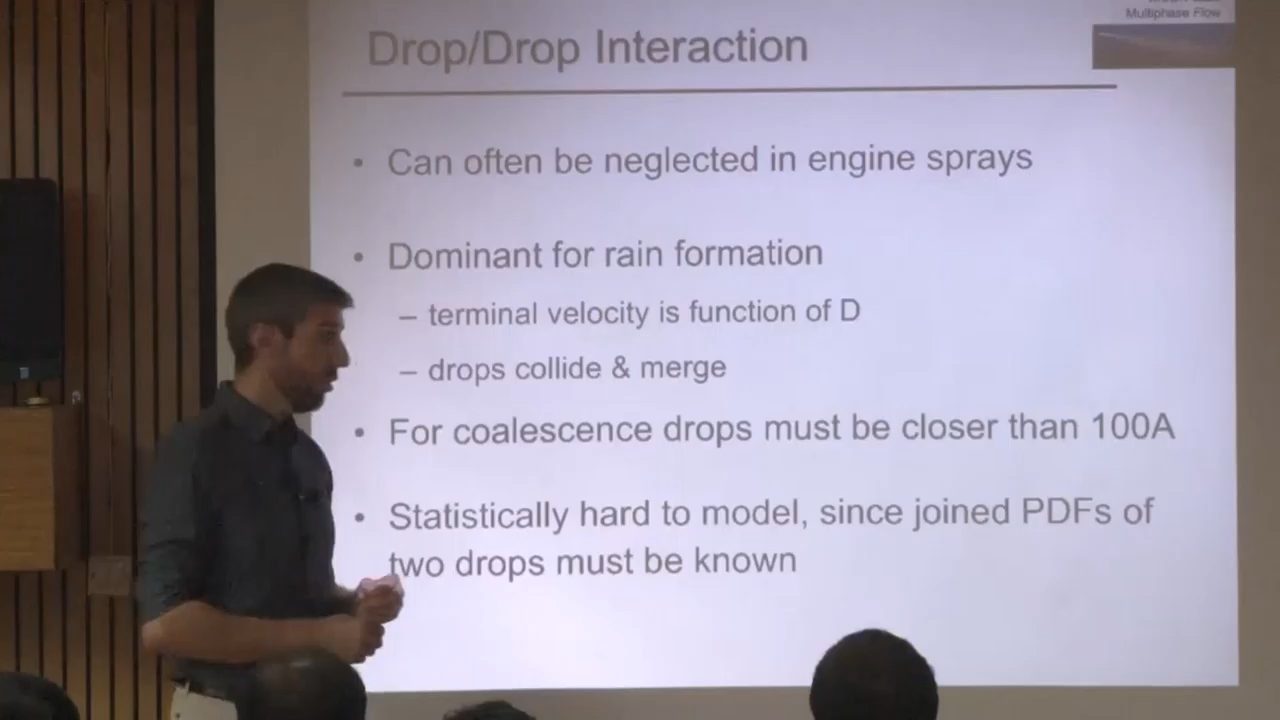 Multiphase Flow
Drop/Drop Interaction
• Can often be neglected in engine sprays
• Dominant for rain formation
– terminal velocity is function of D
– drops collide & merge
• For coalescence drops must be closer than 100A
• Statistically hard to model, since joined PDFs of
two drops must be known